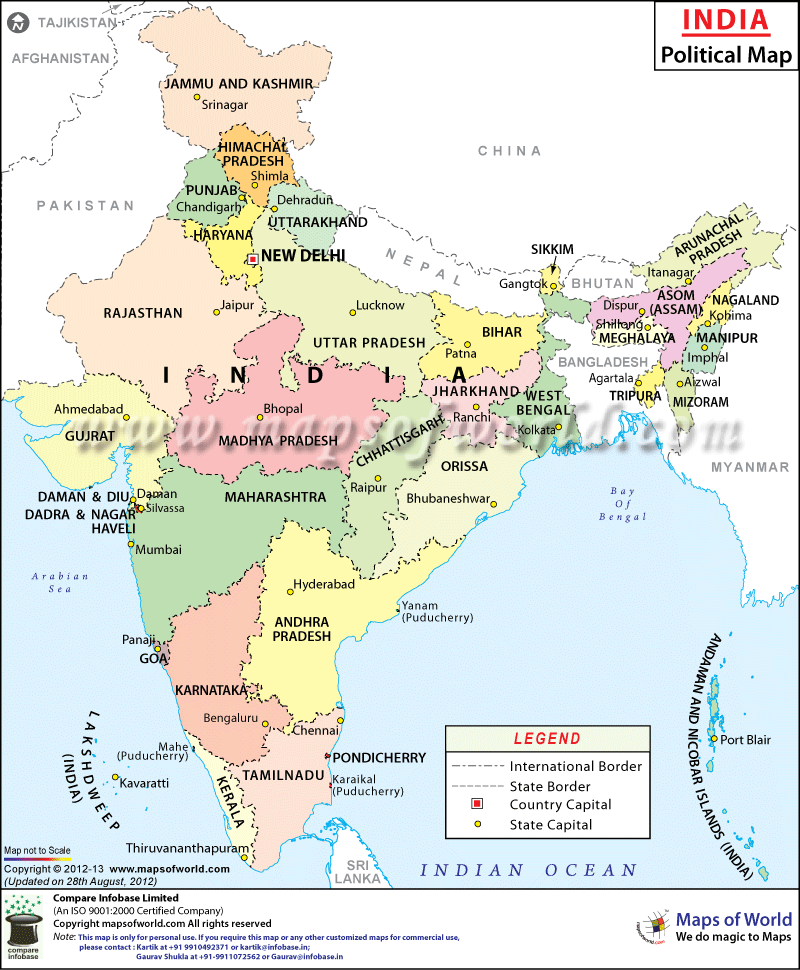 INDIA
Political Map
N
TAJIKISTAN
AFGHANISTAN
JAMMU AND KASHMIR
Srinagar
CHINA
HIMACHAL
PRADESH
Shimla
PUNJAB
Chandigarh
PAKISTAN
Dehradun
UTTARAKHAND
HARYANA
NEW DELHI
NEPAL
ARUNACHAL
PRADESH
Itanagar
SIKKIM
Gangtok
BHUTAN
RAJASTHAN
Jaipur
Lucknow
UTTAR PRADESH
BIHAR
Patna
Dispur
ASOM
(ASSAM)
NAGALAND
Kohima
Shillong
MEGHALAYA
MANIPUR
Imphal
BANGLADESH
INDIA
Agartala
TRIPURA
Aizwal
MIZORAM
JHARKHAND
Ranchi
WEST
BENGAL
Kolkata
Ahmedabad
GUJRAT
Bhopal
MADHYA PRADESH
www.mapsofworld.com
CHHATTISGARH
Raipur
ORISSA
Bhubaneshwar
MYANMAR
DAMAN & DIU
Daman
DADRA & NAGAR
HAVELI
Silvassa
MAHARASHTRA
Mumbai
Bay
Of
Bengal
Arabian
Sea
Hyderabad
ANDHRA
PRADESH
Yanam
(Puducherry)
Panaji
GOA
KARNATAKA
Bengaluru
Chennai
ANDAMAN AND NICOBAR ISLANDS (INDIA)
Port Blair
LAKSHDWEEP
(INDIA)
Kavaratti
Mahe
(Puducherry)
PONDICHERRY
TAMILNADU
Karaikal
(Puducherry)
KERALA
Thiruvananthapuram
SRI
LANKA
INDIAN OCEAN
LEGEND
International Border
State Border
Country Capital
State Capital
Map not to Scale
Copyright © 2012-13 www.mapsofworld.com
(Updated on 28th August, 2012)
compare
infobase
Compare Infobase Limited
(An ISO 9001:2000 Certified Company)
Copyright mapsofworld.com All rights reserved
Note: This map is only for personal use. If you require this map or any other customized maps for commercial use,
please contact : Kartik at +91 9910492371 or kartik@infobase.in;
Gaurav Shukla at +91-9911072562 or Gaurav@infobase.in
mapsofworld.com
Maps of World
We do magic to Maps